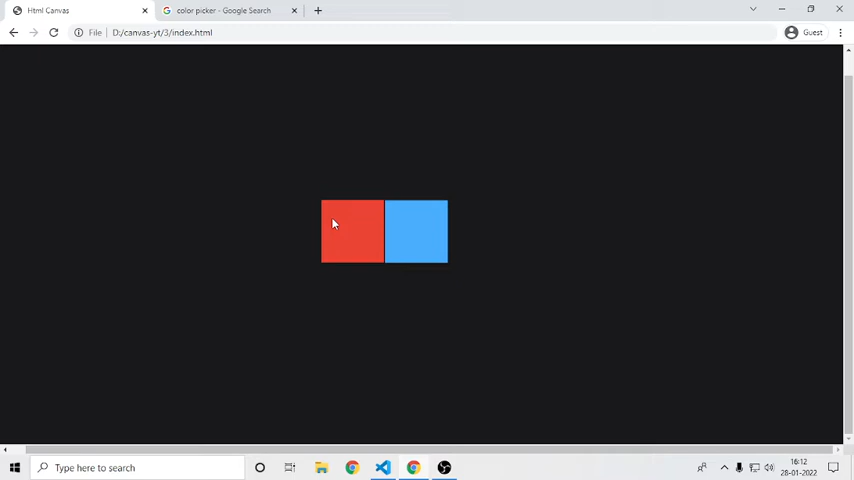 Html Canvas
color picker - Google Search
File
D:/canvas-yt/3/index.html
Guest
Type here to search
16:12
28-01-2022